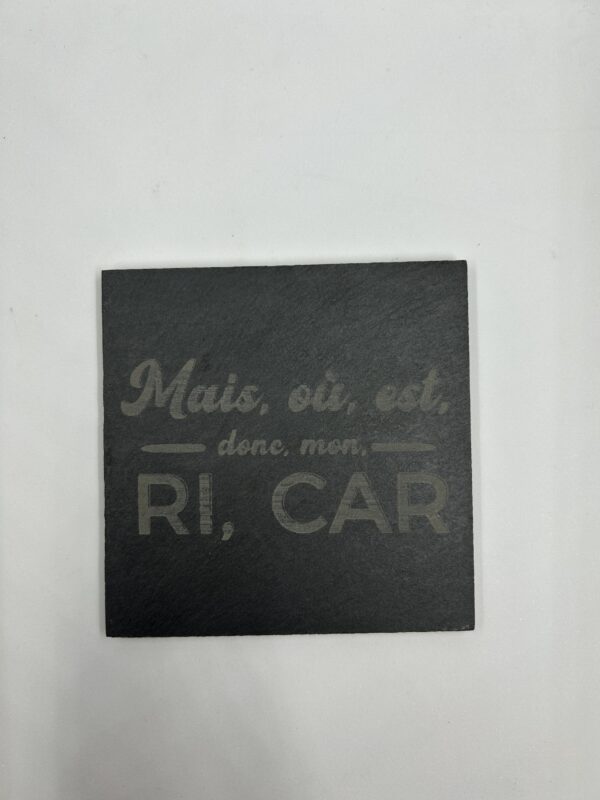 Mais, où, est,
donc, mon,
RI, CAR